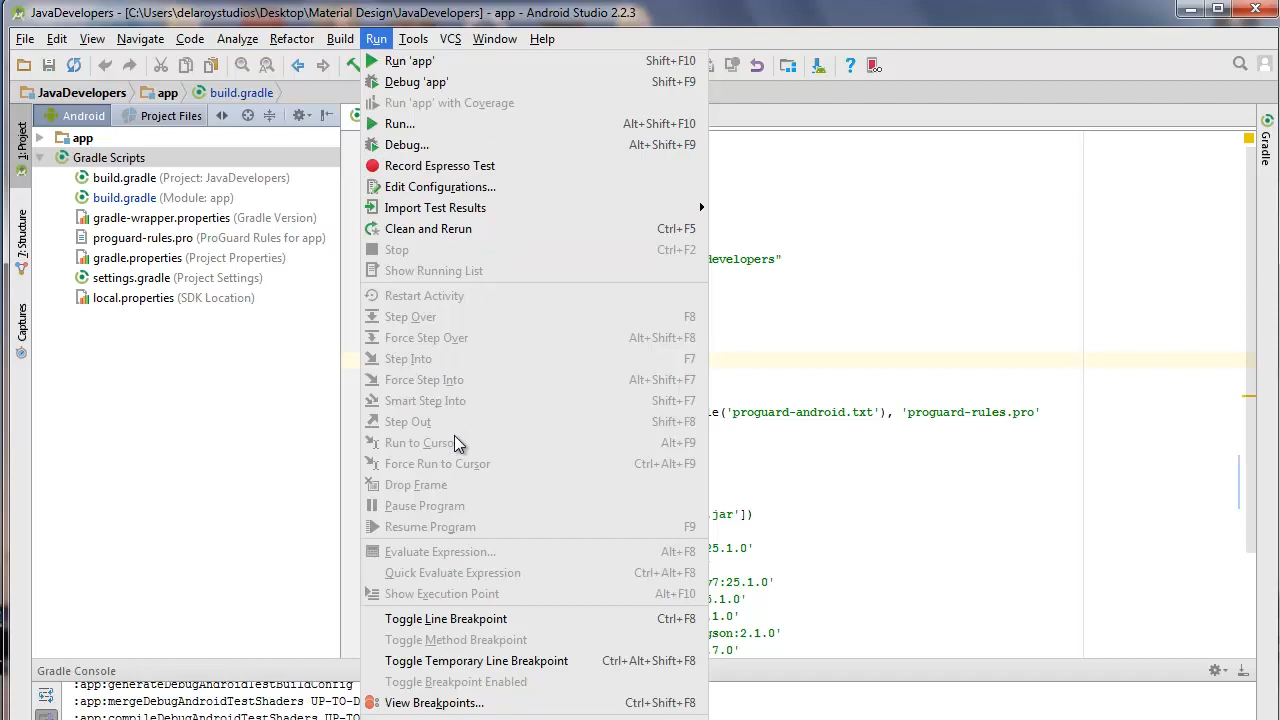 JavaDevelopers - [C:\Users\delaroystudios\Desktop\Material Design\JavaDevelopers] - app - Android Studio 2.2.3
File Edit View Navigate Code Analyze Refactor Build Run Tools VCS Window Help
JavaDevelopers app build.gradle
Android Project Files
1: Project
7: Structure
Captures
app
Gradle Scripts
build.gradle (Project: JavaDevelopers)
build.gradle (Module: app)
gradle-wrapper.properties (Gradle Version)
proguard-rules.pro (ProGuard Rules for app)
gradle.properties (Project Properties)
settings.gradle (Project Settings)
local.properties (SDK Location)
Run 'app' Shift+F10
Debug 'app' Shift+F9
Run 'app' with Coverage
Run... Alt+Shift+F10
Debug... Alt+Shift+F9
Record Espresso Test
Edit Configurations...
Import Test Results
Clean and Rerun Ctrl+F5
Stop Ctrl+F2
Show Running List
Restart Activity
Step Over F8
Force Step Over Alt+Shift+F8
Step Into F7
Force Step Into Alt+Shift+F7
Smart Step Into Shift+F7
Step Out Shift+F8
Run to Cursor Alt+F9
Force Run to Cursor Ctrl+Alt+F9
Drop Frame
Pause Program
Resume Program F9
Evaluate Expression... Alt+F8
Quick Evaluate Expression Ctrl+Alt+F8
Show Execution Point Alt+F10
Toggle Line Breakpoint Ctrl+F8
Toggle Method Breakpoint
Toggle Temporary Line Breakpoint Ctrl+Alt+Shift+F8
Toggle Breakpoint Enabled
View Breakpoints... Ctrl+Shift+F8
developers"
le('proguard-android.txt'), 'proguard-rules.pro'
.jar'])
25.1.0'
v7:25.1.0'
5.1.0'
.1.0'
gson:2.1.0'
.7.0'
Gradle
Gradle Console
:app:generateDebugAndroidTestBuildConfig
:app:mergeDebugAndroidTestShaders UP-TO-D
:app:compileDebugAndroidTestShaders UP-TO